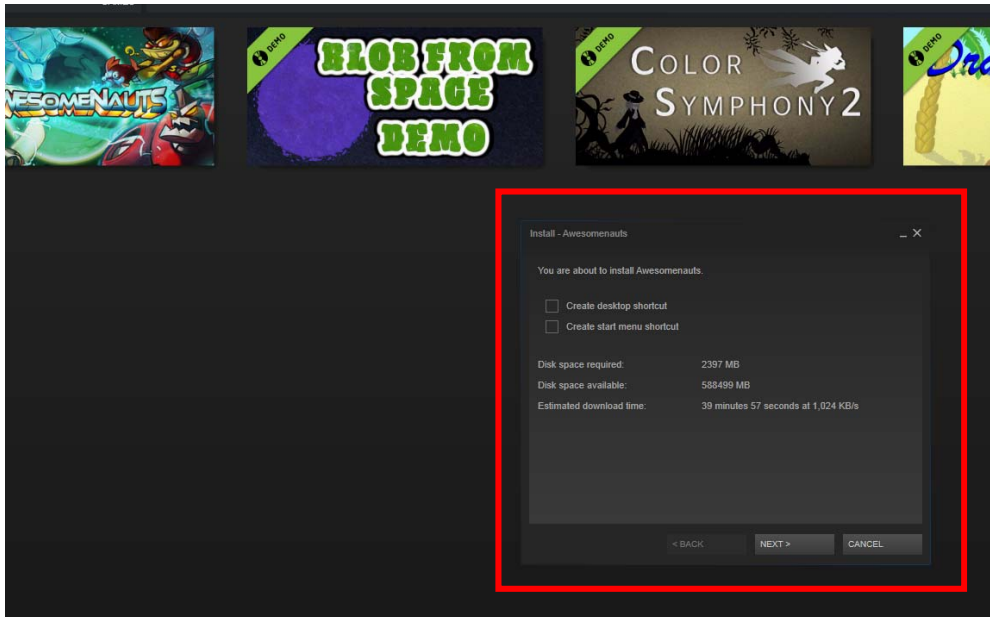 DEMO
DEMO
DEMO
BLOB FROM
SPACE
DEMO
COLOR
SYMPHONY 2
Install - Awesomenauts
You are about to install Awesomenauts.
Create desktop shortcut
Create start menu shortcut
Disk space required: 2397 MB
Disk space available: 588499 MB
Estimated download time: 39 minutes 57 seconds at 1,024 KB/s
< BACK NEXT > CANCEL